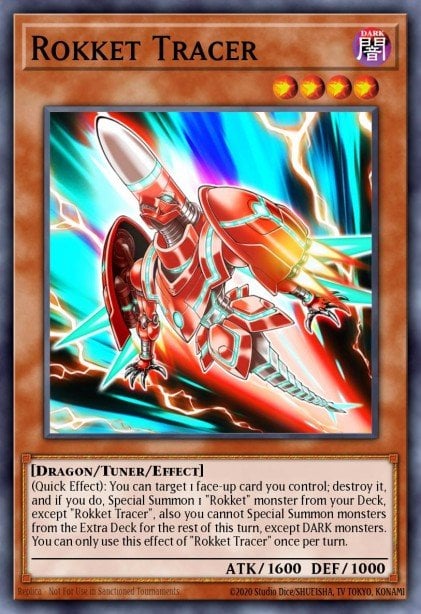 Rokket Tracer
DARK
闇
[Dragon/Tuner/Effect]
(Quick Effect): You can target 1 face-up card you control; destroy it,
and if you do, Special Summon 1 "Rokket" monster from your Deck,
except "Rokket Tracer", also you cannot Special Summon monsters
from the Extra Deck for the rest of this turn, except DARK monsters.
You can only use this effect of "Rokket Tracer" once per turn.
ATK/1600 DEF/1000
Replica - Not For Use in Sanctioned Tournaments
©2020 Studio Dice/SHUEISHA, TV TOKYO, KONAMI